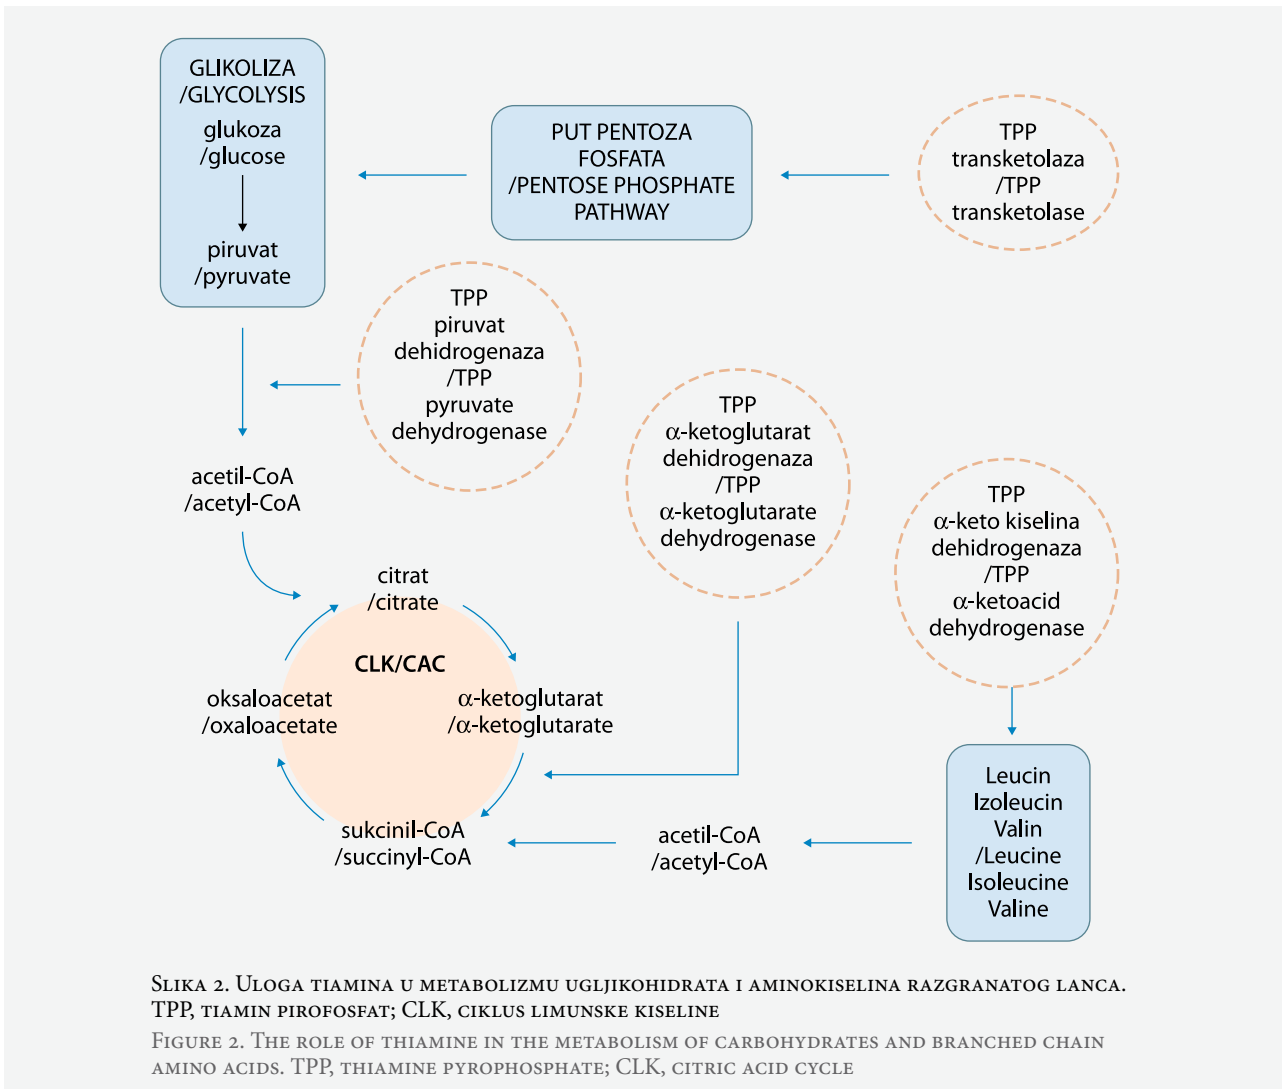 GLIKOLIZA
/GLYCOLYSIS
glukoza
/glucose
piruvat
/pyruvate
PUT PENTOZA
FOSFATA
/PENTOSE PHOSPHATE
PATHWAY
TPP
transketolaza
/TPP
transketolase
TPP
piruvat
dehidrogenaza
/TPP
pyruvate
dehydrogenase
TPP
α-ketoglutarat
dehidrogenaza
/TPP
α-ketoglutarate
dehydrogenase
TPP
α-keto kiselina
dehidrogenaza
/TPP
α-ketoacid
dehydrogenase
acetil-CoA
/acetyl-CoA
citrat
/citrate
CLK/CAC
oksaloacetat
/oxaloacetate
α-ketoglutarat
/α-ketoglutarate
sukcinil-CoA
/succinyl-CoA
acetil-CoA
/acetyl-CoA
Leucin
Izoleucin
Valin
/Leucine
Isoleucine
Valine
Slika 2. Uloga tiamina u metabolizmu ugljikohidrata i aminokiselina razgranatog lanca.
TPP, tiamin pirofosfat; CLK, ciklus limunske kiseline
Figure 2. The role of thiamine in the metabolism of carbohydrates and branched chain
amino acids. TPP, thiamine pyrophosphate; CLK, citric acid cycle